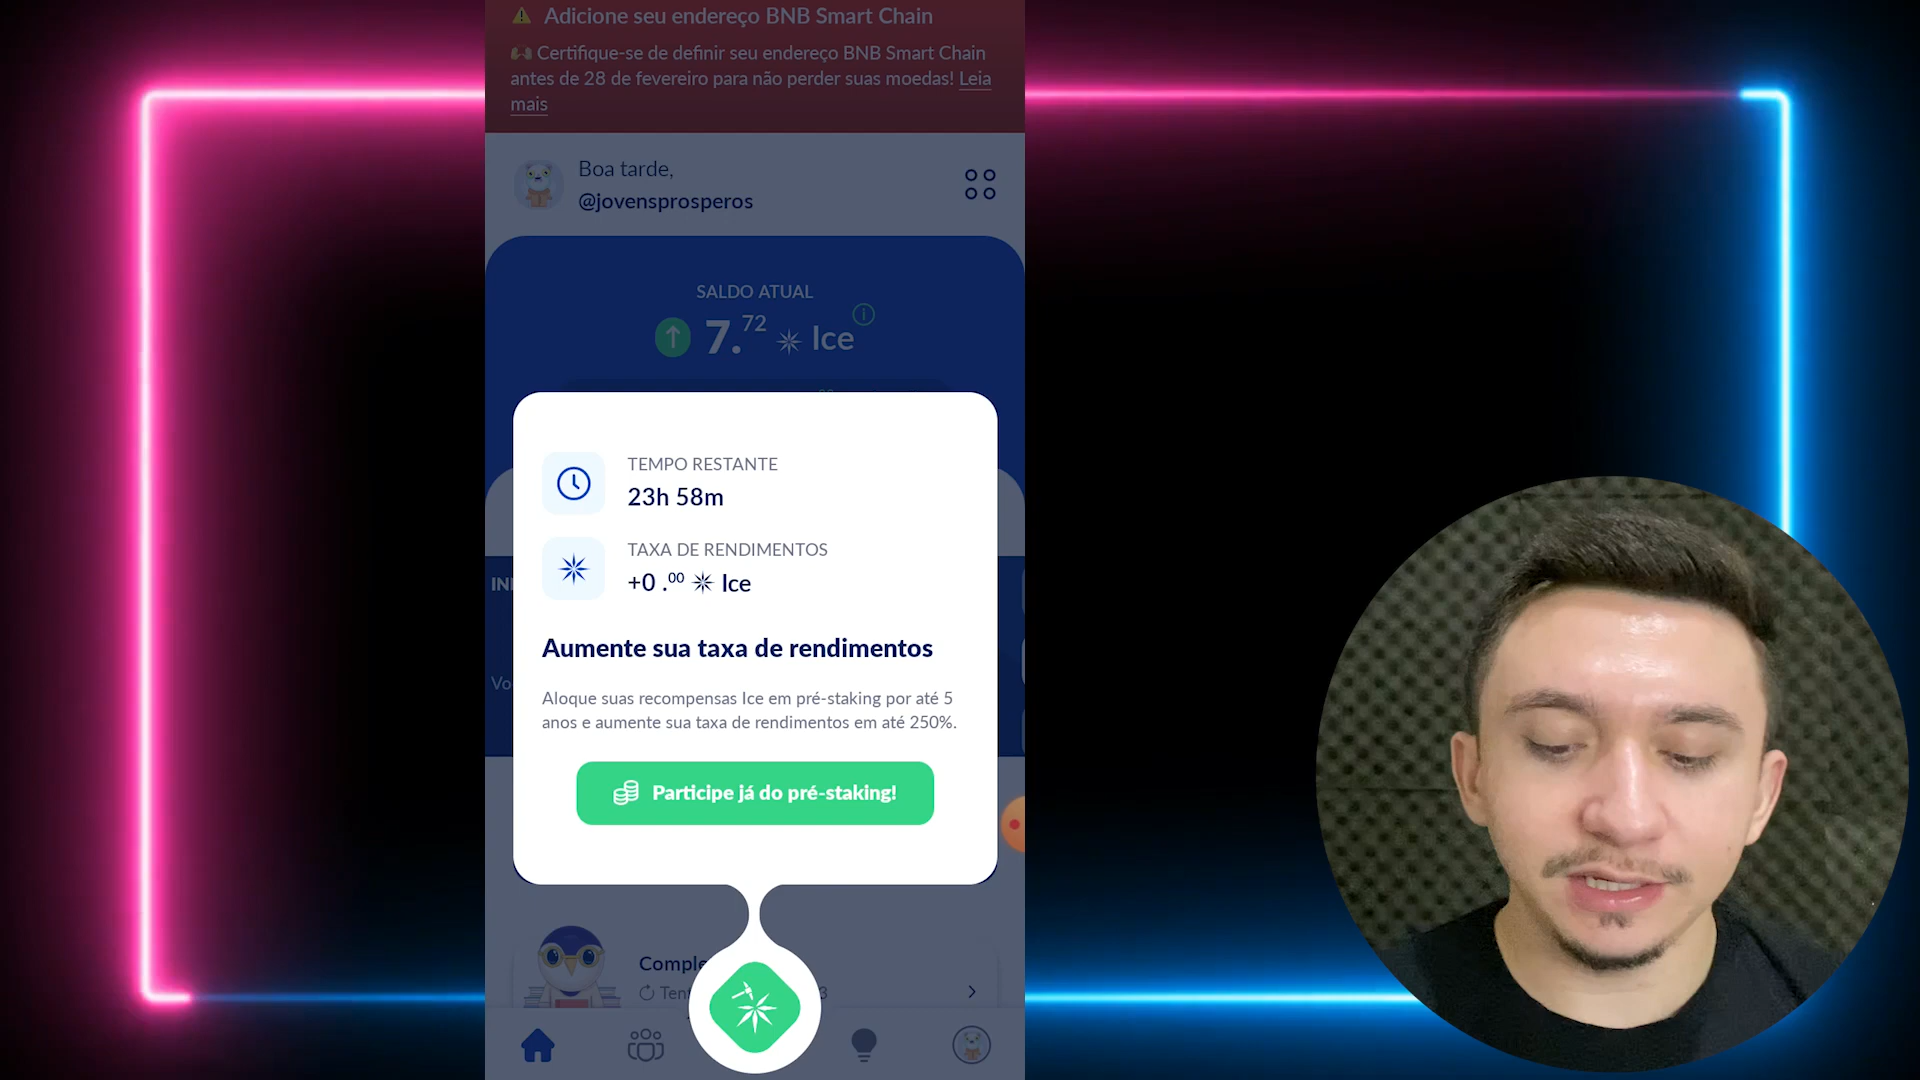 Adicione seu endereço BNB Smart Chain
Certifique-se de definir seu endereço BNB Smart Chain
antes de 28 de fevereiro para não perder suas moedas! Leia
mais
Boa tarde,
@jovensprosperos
SALDO ATUAL
7.72 Ice
TEMPO RESTANTE
23h 58m
TAXA DE RENDIMENTOS
+0 .00 Ice
Aumente sua taxa de rendimentos
Aloque suas recompensas Ice em pré-staking por até 5
anos e aumente sua taxa de rendimentos em até 250%.
Participe já do pré-staking!